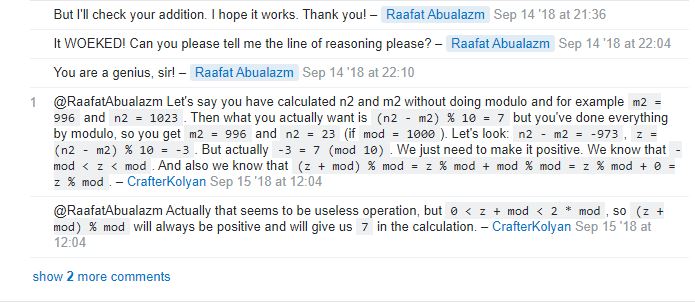 But I'll check your addition. I hope it works. Thank you! – Raafat Abualazm Sep 14 '18 at 21:36
It WOEKED! Can you please tell me the line of reasoning please? – Raafat Abualazm Sep 14 '18 at 22:04
You are a genius, sir! – Raafat Abualazm Sep 14 '18 at 22:10
1 @RaafatAbualazm Let's say you have calculated n2 and m2 without doing modulo and for example m2 =
996 and n2 = 1023 . Then what you actually want is (n2 - m2) % 10 = 7 but you've done everything
by modulo, so you get m2 = 996 and n2 = 23 (if mod = 1000 ). Let's look: n2 - m2 = -973 , z =
(n2 - m2) % 10 = -3 . But actually -3 = 7 (mod 10) . We just need to make it positive. We know that -
mod < z < mod . And also we know that (z + mod) % mod = z % mod + mod % mod = z % mod + 0 =
z % mod . – CrafterKolyan Sep 15 '18 at 12:04
@RaafatAbualazm Actually that seems to be useless operation, but 0 < z + mod < 2 * mod , so (z +
mod) % mod will always be positive and will give us 7 in the calculation. – CrafterKolyan Sep 15 '18 at
12:04
show 2 more comments